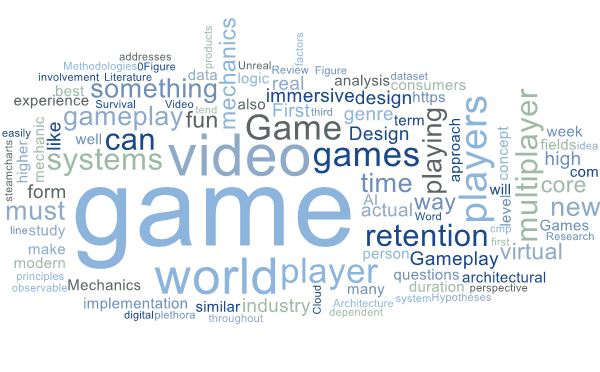 addresses
products
factors
Methodologies
0Figure
mechanics
Unreal
involvement
Literature
data
logic
Review
Figure
best
something
real
analysis
dataset
consumers
experience
Survival
Video
tend
also
immersive
design
https
gameplay
fun
First
third
genre
term
easily
like
well
can
Game
Design
playing
approach
players
concept
multiplayer
week
fields
idea
steamcharts
higher
mechanic
systems
video
games
high
com
form
game
time
AI
way
will
level
core
must
actual
Word
new
line
study
retention
cmp
first
Games
Research
make
world
player
person
Gameplay
virtual
modern
principles
observable
Mechanics
many
questions
architectural
duration
perspective
implementation
similar
industry
Cloud
Architecture
system
Hypotheses
digital
plethora
throughout
dependent